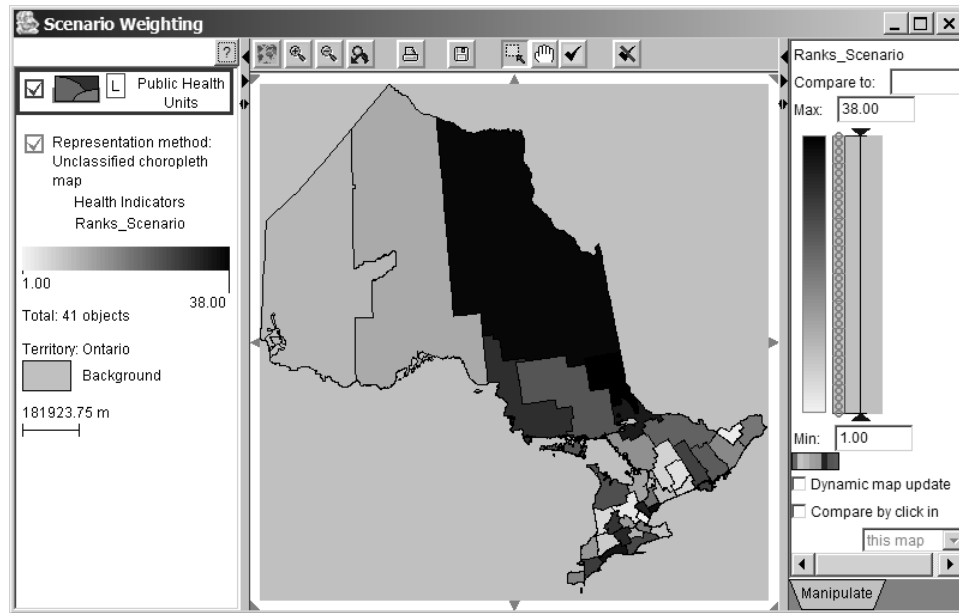 Scenario Weighting
?
L
Public Health
Units
Representation method:
Unclassified choropleth
map
Health Indicators
Ranks_Scenario
1.00
38.00
Total: 41 objects
Territory: Ontario
Background
181923.75 m
Ranks_Scenario
Compare to:
Max: 38.00
Min: 1.00
Dynamic map update
Compare by click in
this map
Manipulate